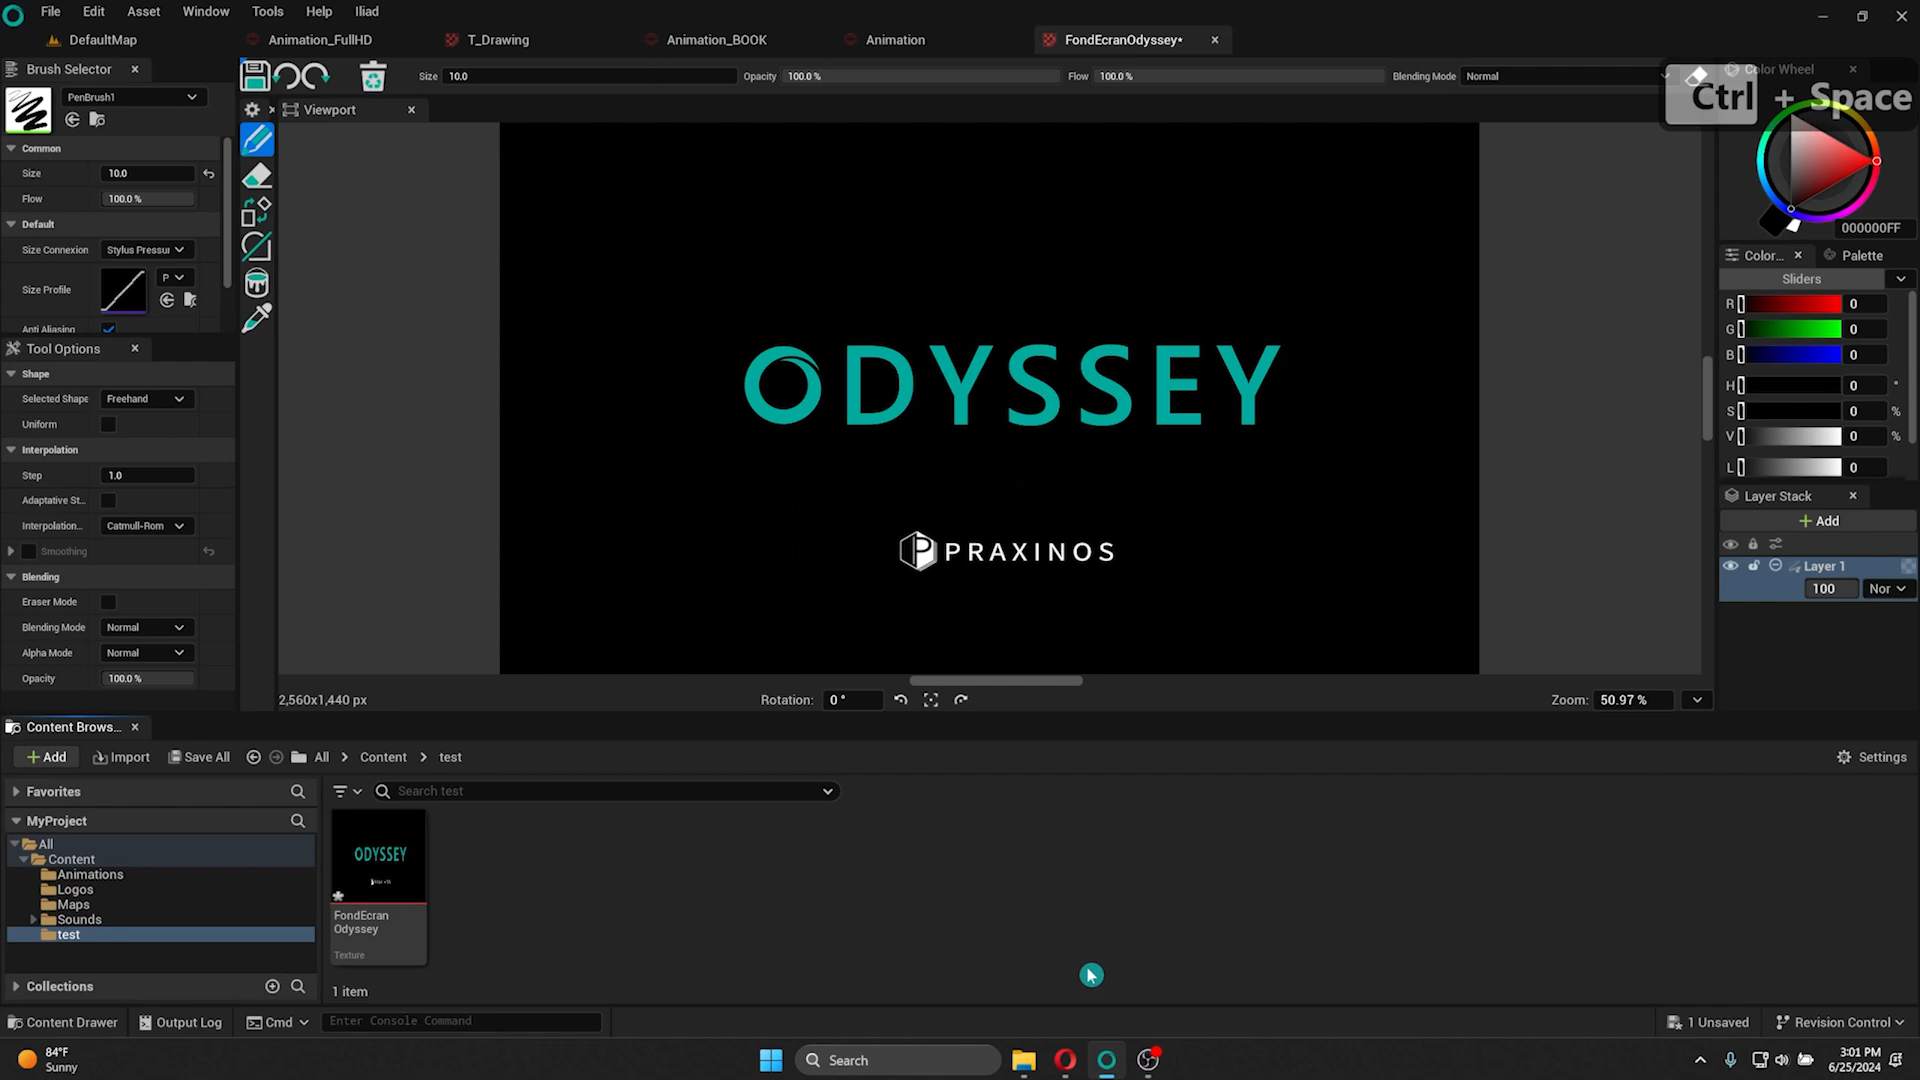 File Edit Asset Window Tools Help Iliad
DefaultMap Animation_FullHD T_Drawing Animation_BOOK Animation FondEcranOdyssey*
Brush Selector
PenBrush1
Size 10.0 Opacity 100.0 % Flow 100.0 % Blending Mode Normal
Color Wheel
Ctrl + Space
Viewport
Common
Size 10.0
Flow 100.0 %
Default
Size Connexion Stylus Pressu
Size Profile P
Anti Aliasing
Tool Options
Shape
Selected Shape Freehand
Uniform
Interpolation
Step 1.0
Adaptative St...
Interpolation... Catmull-Rom
Smoothing
Blending
Eraser Mode
Blending Mode Normal
Alpha Mode Normal
Opacity 100.0 %
ODYSSEY
PRAXINOS
000000FF
Color... Palette
Sliders
R 0
G 0
B 0
H 0 °
S 0 %
V 0 %
L 0
Layer Stack
Add
Layer 1
100 Nor
2,560x1,440 px Rotation: 0 ° Zoom: 50.97 %
Content Brows...
Add Import Save All All Content test Settings
Favorites
Search test
MyProject
All
Content
Animations
Logos
Maps
Sounds
test
ODYSSEY
FondEcran
Odyssey
Texture
Collections
1 item
Content Drawer Output Log Cmd Enter Console Command 1 Unsaved Revision Control
84°F
Sunny
Search
3:01 PM
6/25/2024